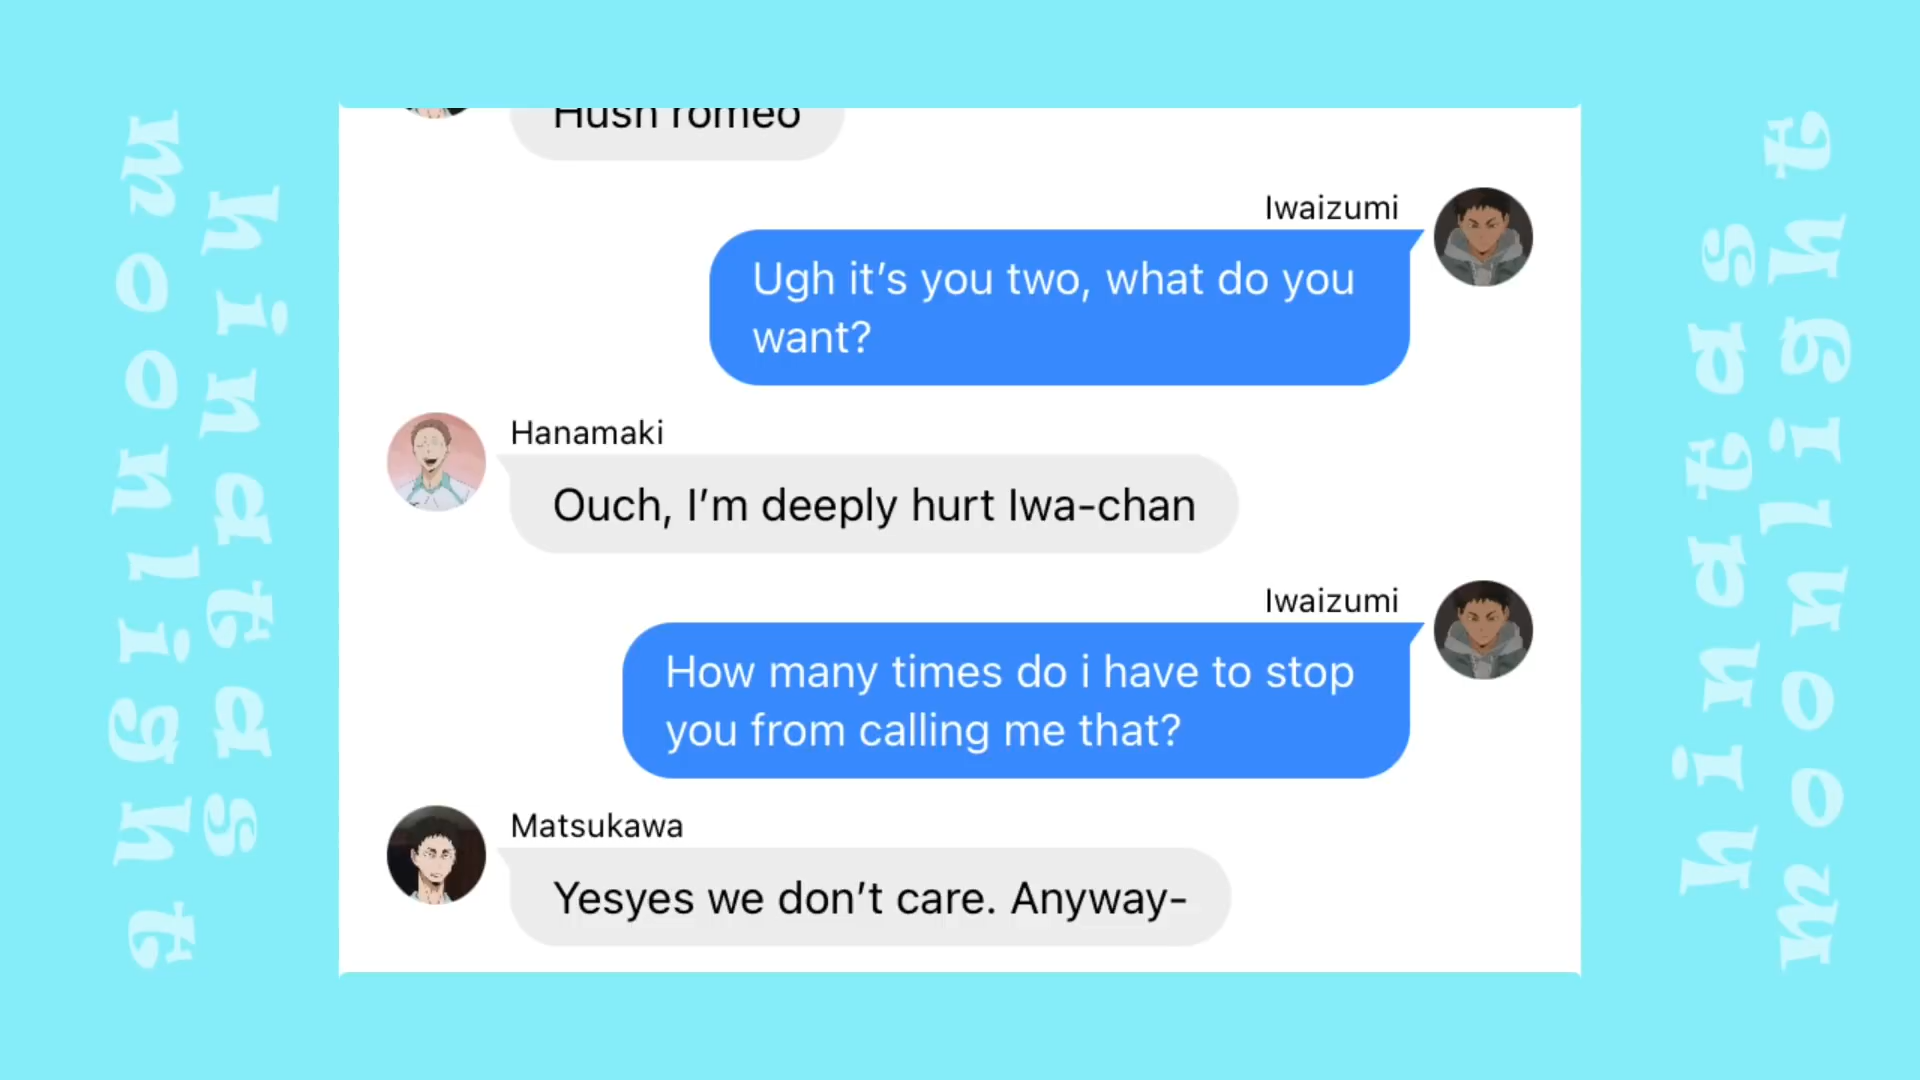 Hush romeo
Iwaizumi
Ugh it's you two, what do you
want?
Hanamaki
Ouch, I'm deeply hurt Iwa-chan
Iwaizumi
How many times do i have to stop
you from calling me that?
Matsukawa
Yesyes we don't care. Anyway-
hinatas
moonlight
hinatas
moonlight